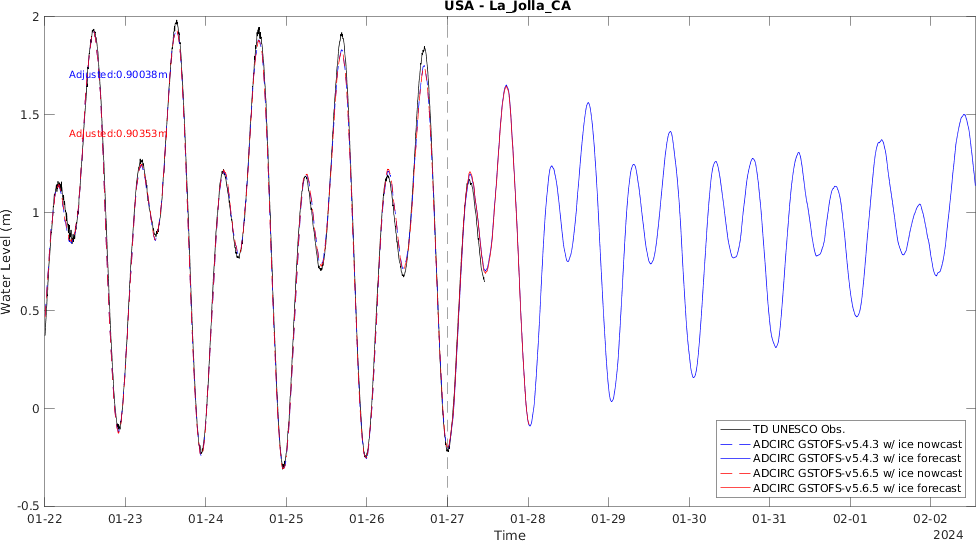 USA - La_Jolla_CA
2
1.5
1
0.5
0
-0.5
Water Level (m)
Adjusted:0.90038m
Adjusted:0.90353m
TD UNESCO Obs.
ADCIRC GSTOFS-v5.4.3 w/ ice nowcast
ADCIRC GSTOFS-v5.4.3 w/ ice forecast
ADCIRC GSTOFS-v5.6.5 w/ ice nowcast
ADCIRC GSTOFS-v5.6.5 w/ ice forecast
01-22 01-23 01-24 01-25 01-26 01-27 01-28 01-29 01-30 01-31 02-01 02-02
Time
2024